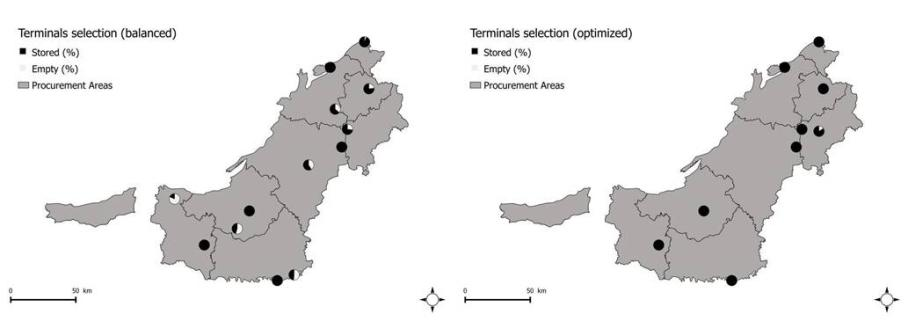 Terminals selection (balanced)
Stored (%)
Empty (%)
Procurement Areas
0 50 km
Terminals selection (optimized)
Stored (%)
Empty (%)
Procurement Areas
0 50 km